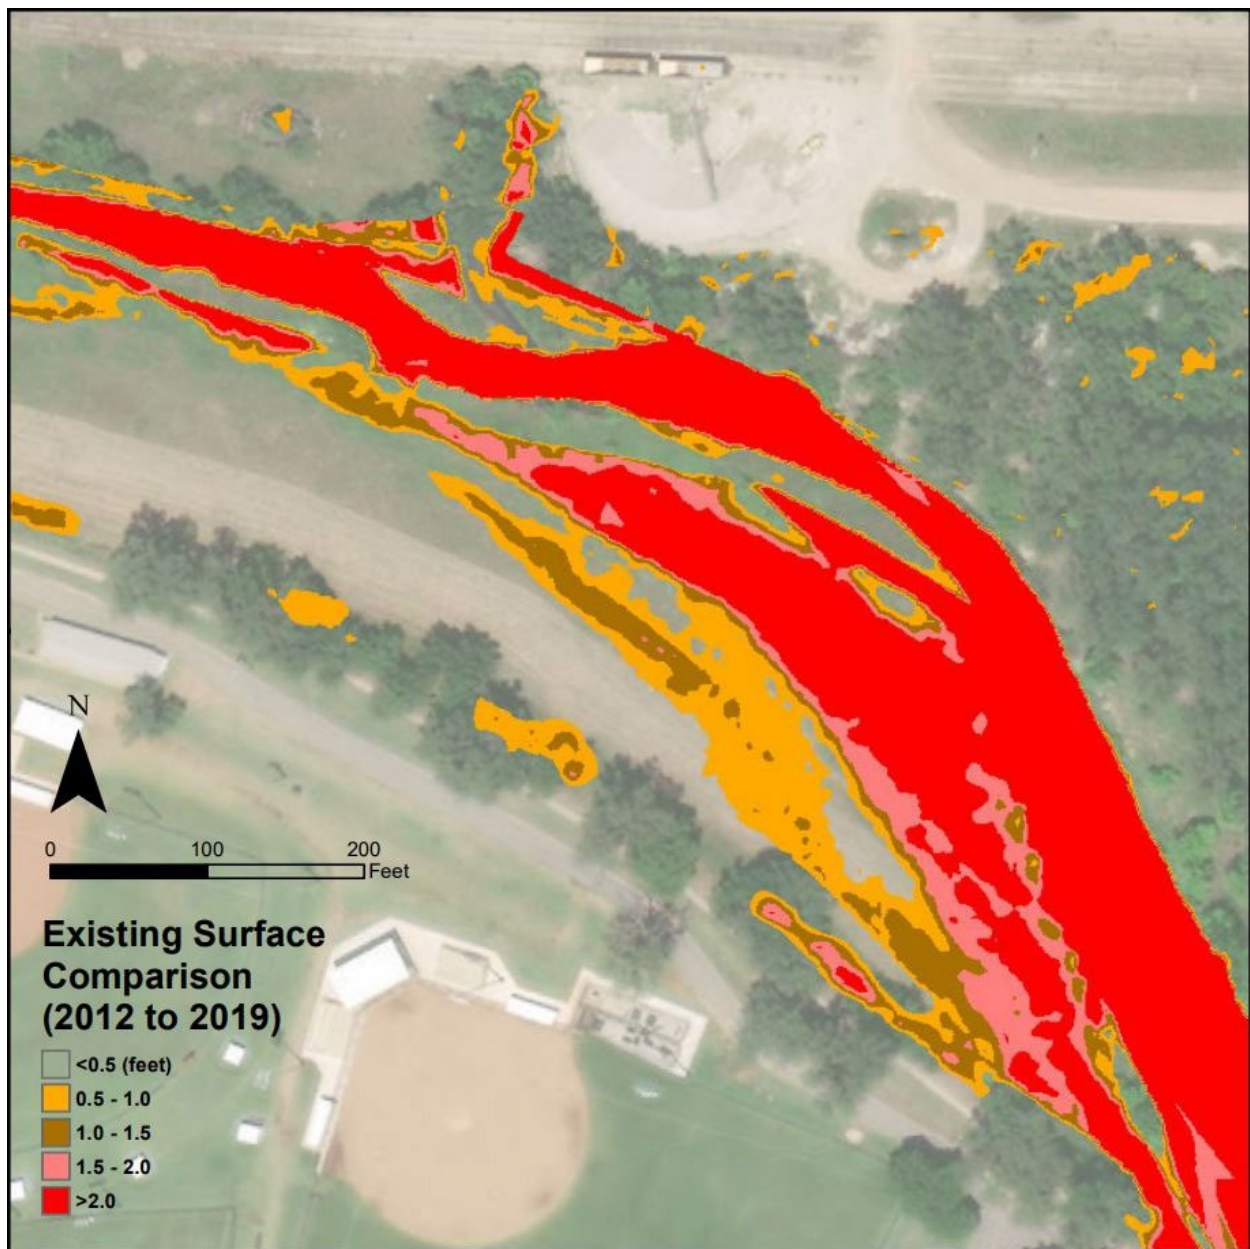 N
0 100 200
Feet
Existing Surface
Comparison
(2012 to 2019)
<0.5 (feet)
0.5 - 1.0
1.0 - 1.5
1.5 - 2.0
>2.0